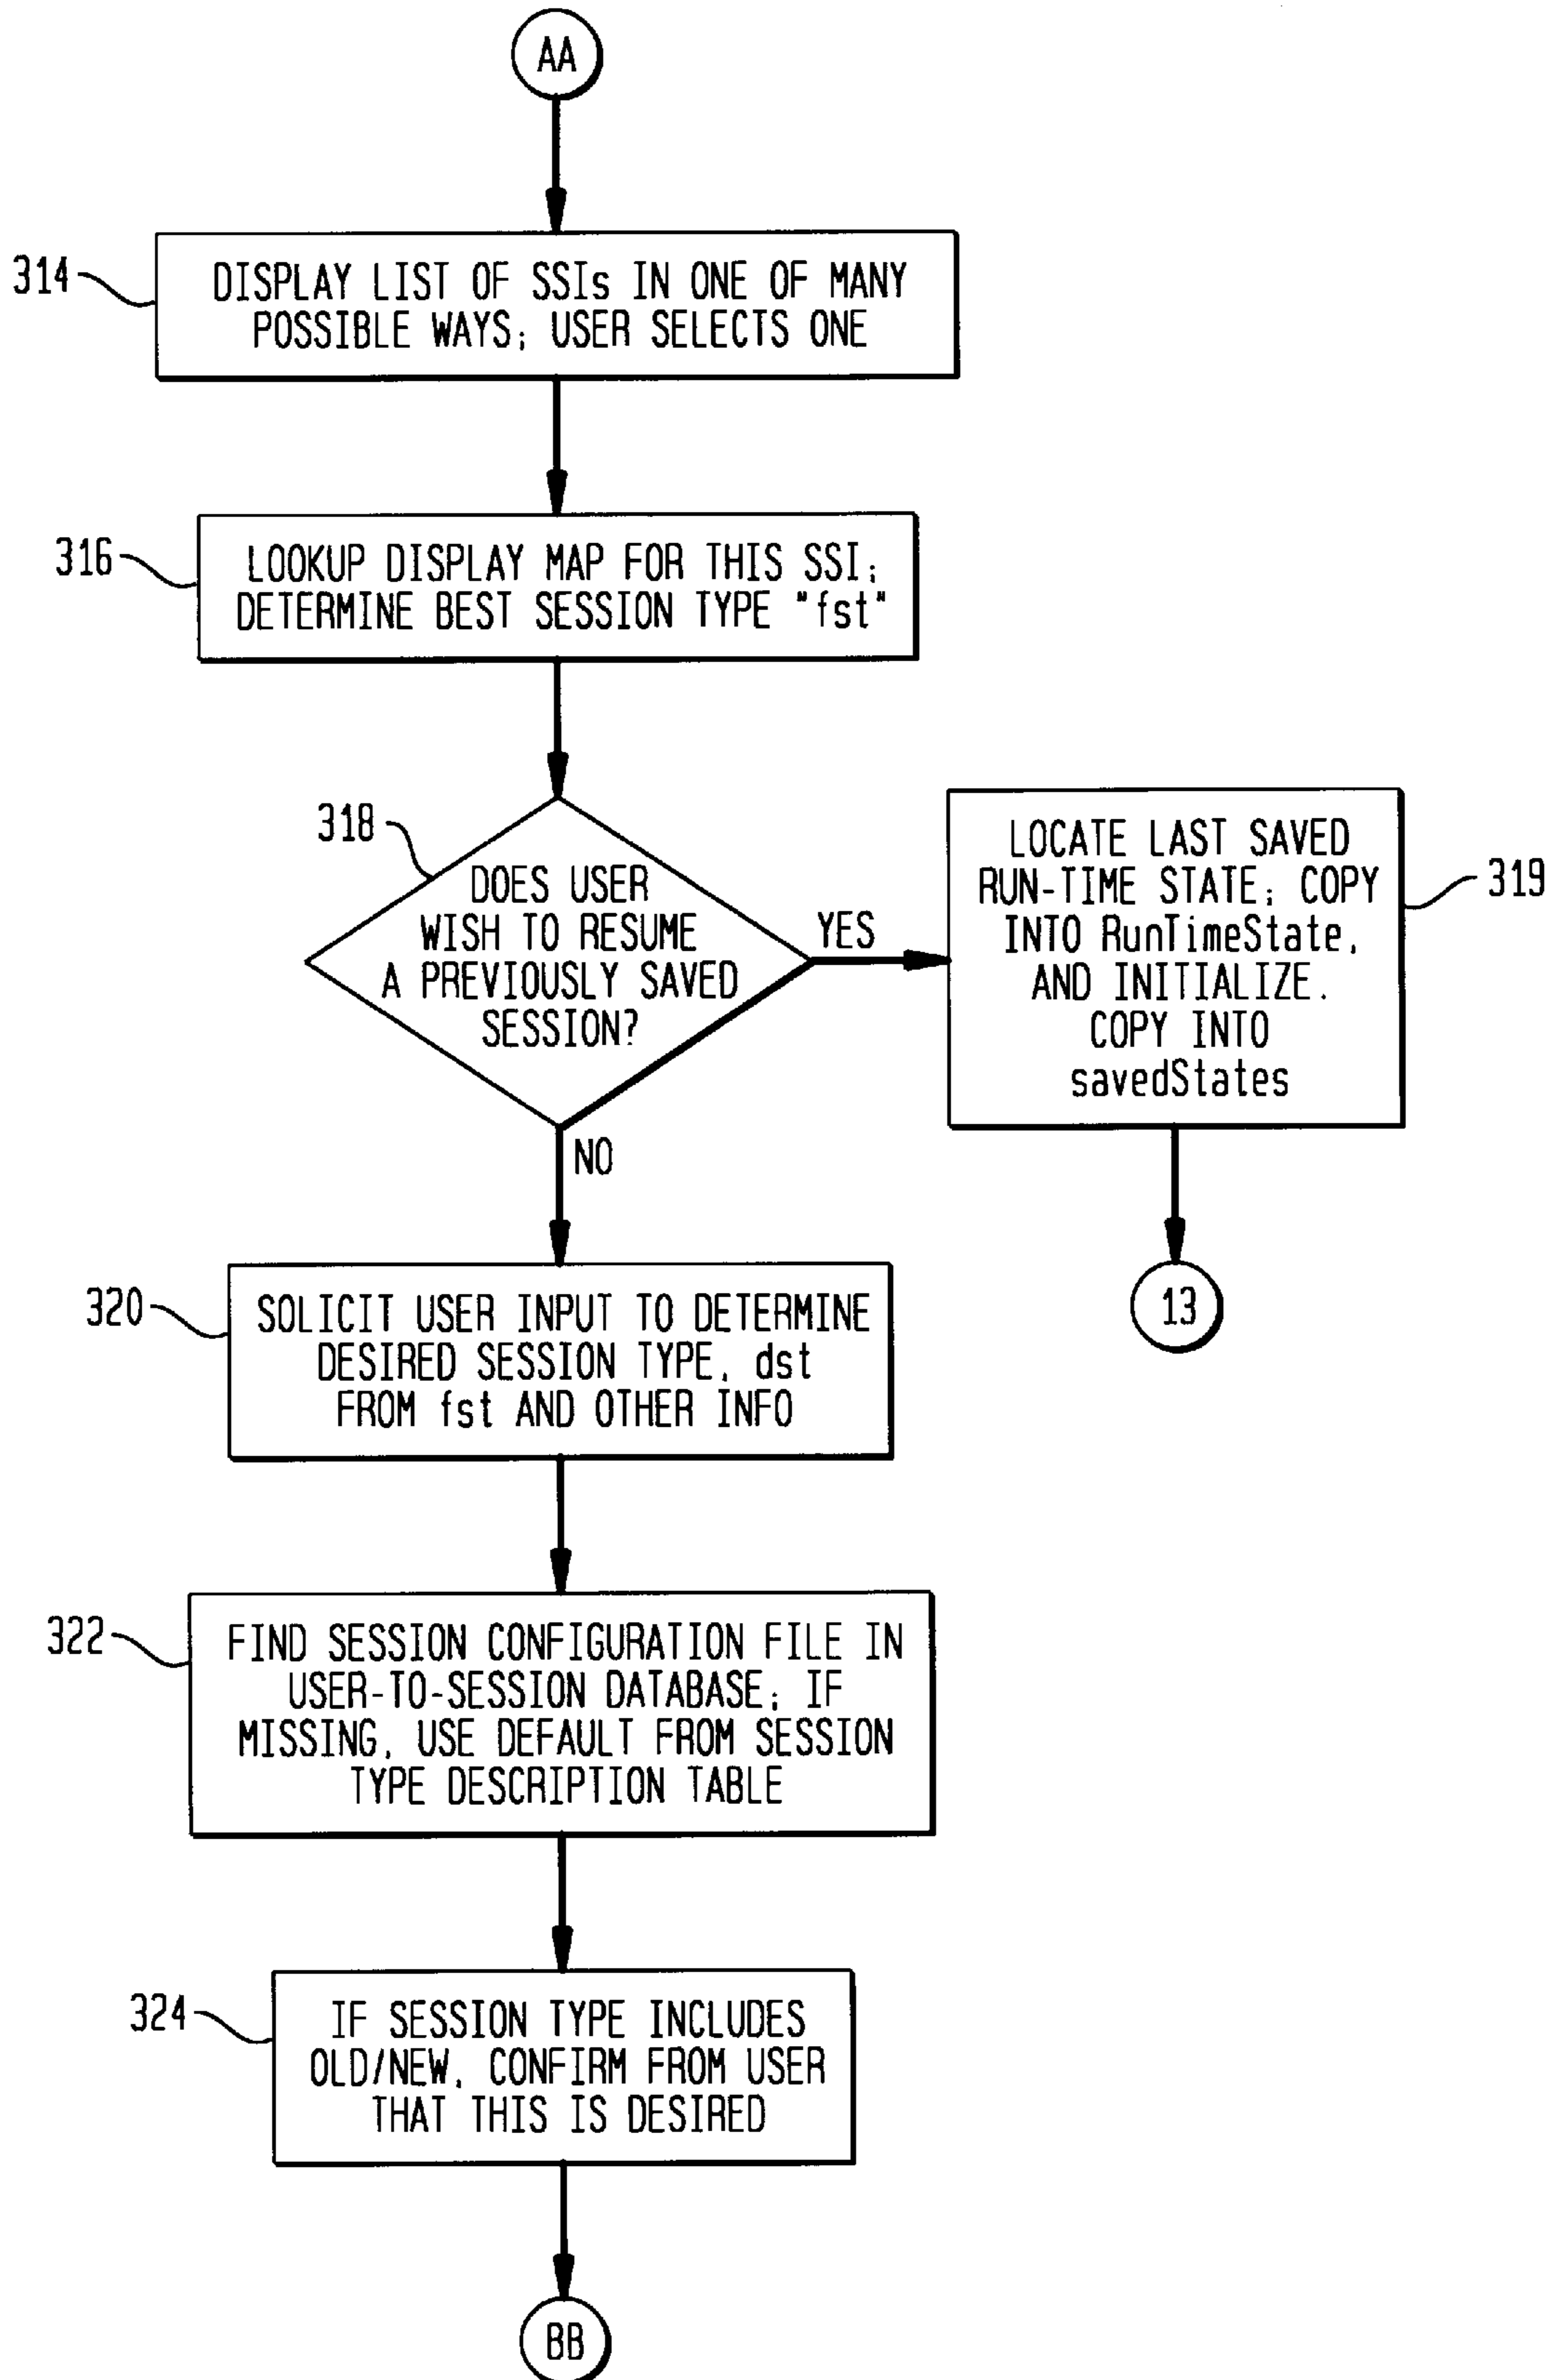 AA
314
DISPLAY LIST OF SSIs IN ONE OF MANY
POSSIBLE WAYS; USER SELECTS ONE
316
LOOKUP DISPLAY MAP FOR THIS SSI;
DETERMINE BEST SESSION TYPE "fst"
318
DOES USER
WISH TO RESUME
A PREVIOUSLY SAVED
SESSION?
YES
NO
LOCATE LAST SAVED
RUN-TIME STATE; COPY
INTO RunTimeState,
AND INITIALIZE.
COPY INTO
savedStates
319
13
320
SOLICIT USER INPUT TO DETERMINE
DESIRED SESSION TYPE, dst
FROM fst AND OTHER INFO
322
FIND SESSION CONFIGURATION FILE IN
USER-TO-SESSION DATABASE; IF
MISSING, USE DEFAULT FROM SESSION
TYPE DESCRIPTION TABLE
324
IF SESSION TYPE INCLUDES
OLD/NEW, CONFIRM FROM USER
THAT THIS IS DESIRED
BB